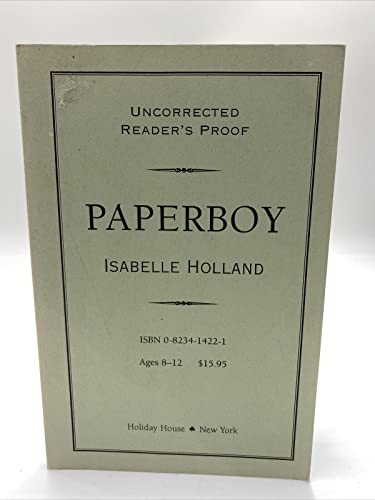 UNCORRECTED
READER'S PROOF
PAPERBOY
ISABELLE HOLLAND
ISBN 0-8234-1422-1
Ages 8–12 $15.95
Holiday House ♠ New York